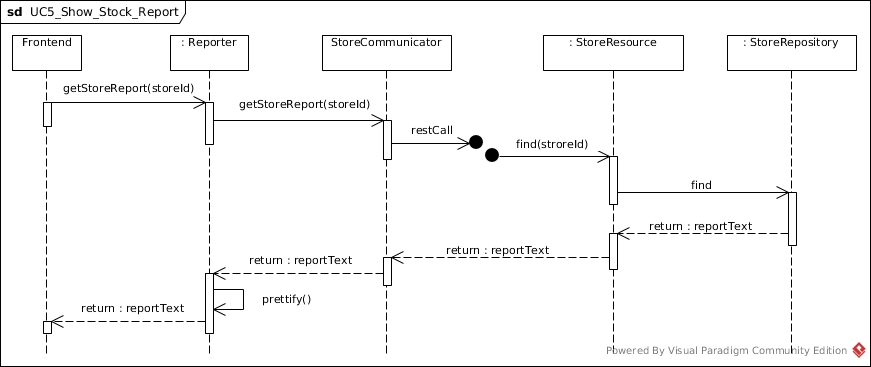 sd UC5_Show_Stock_Report
Frontend
: Reporter
StoreCommunicator
: StoreResource
: StoreRepository
getStoreReport(storeId)
getStoreReport(storeId)
restCall
find(stroreId)
find
return : reportText
return : reportText
return : reportText
prettify()
return : reportText
Powered By Visual Paradigm Community Edition